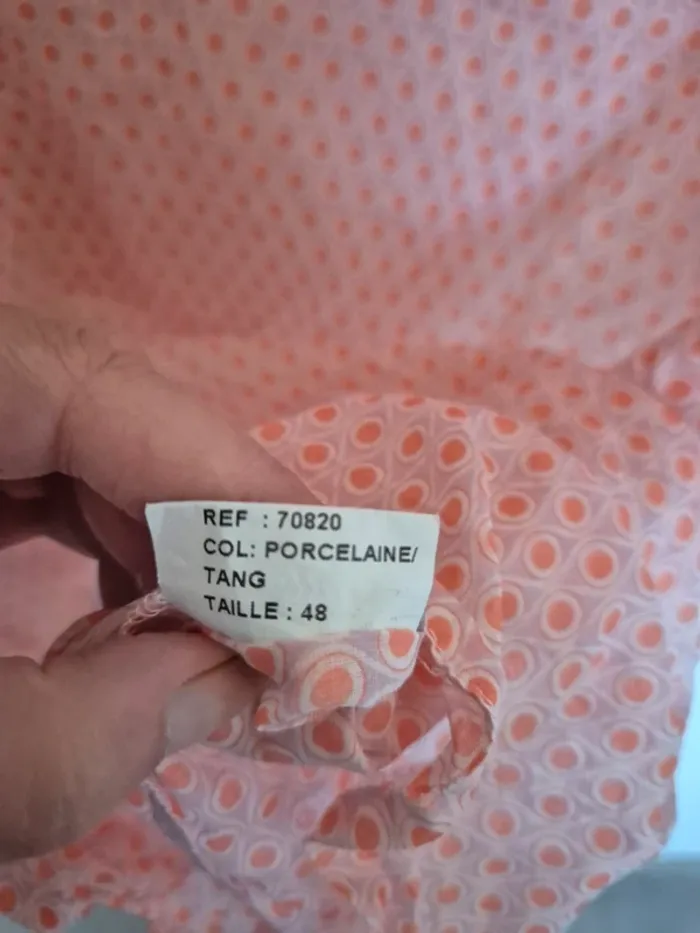 REF : 70820
COL: PORCELAINE/
TANG
TAILLE : 48